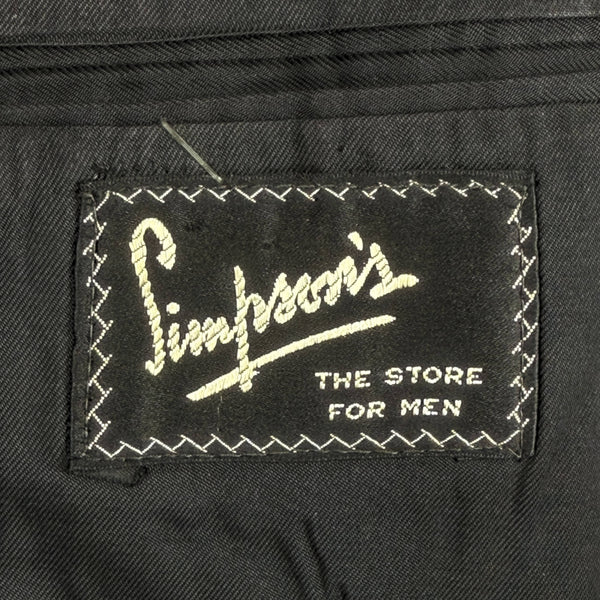 Simpson's
THE STORE
FOR MEN